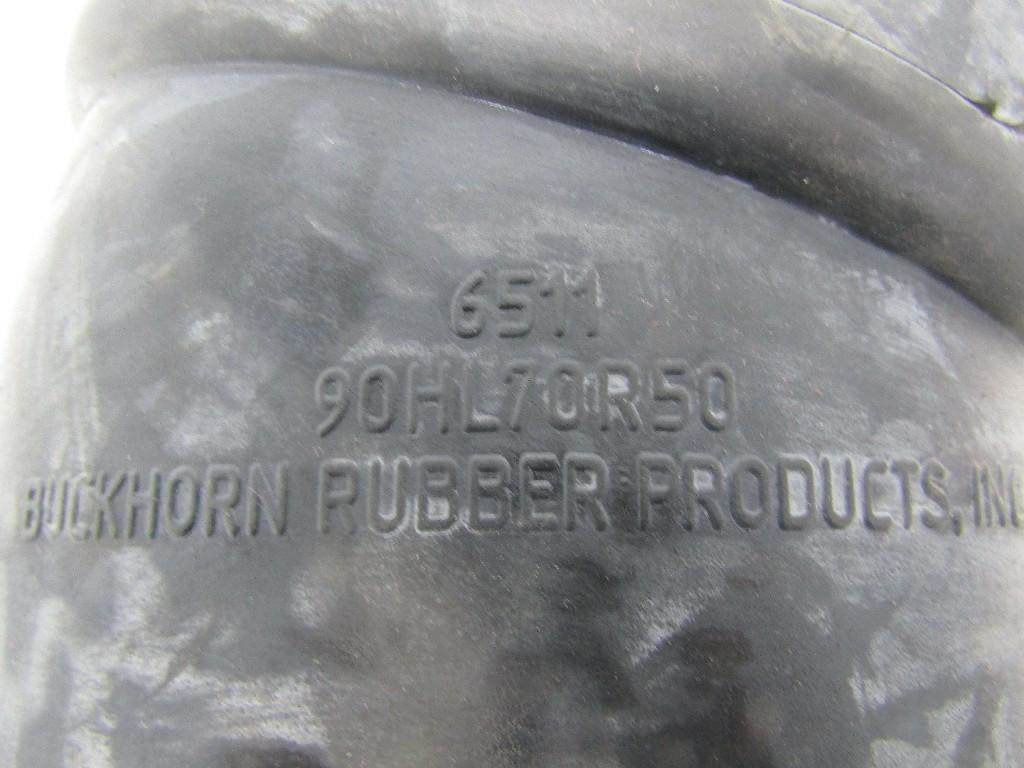 6511
90HL70R50
BUCKHORN RUBBER PRODUCTS, INC